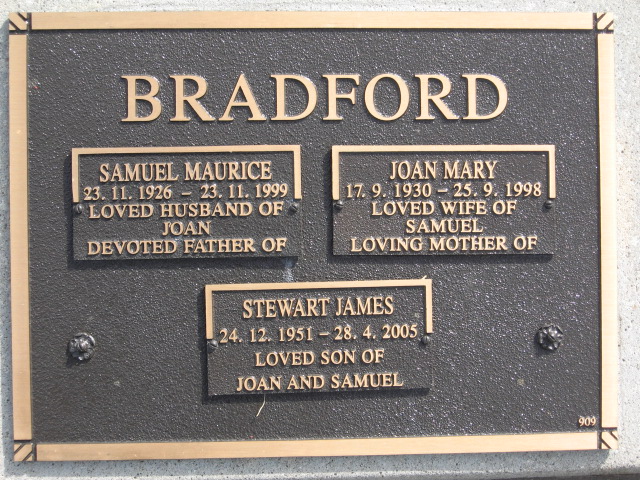 BRADFORD
SAMUEL MAURICE
23. 11. 1926 – 23. 11. 1999
LOVED HUSBAND OF
JOAN
DEVOTED FATHER OF
JOAN MARY
17. 9. 1930 – 25. 9. 1998
LOVED WIFE OF
SAMUEL
LOVING MOTHER OF
STEWART JAMES
24. 12. 1951 – 28. 4. 2005
LOVED SON OF
JOAN AND SAMUEL
909